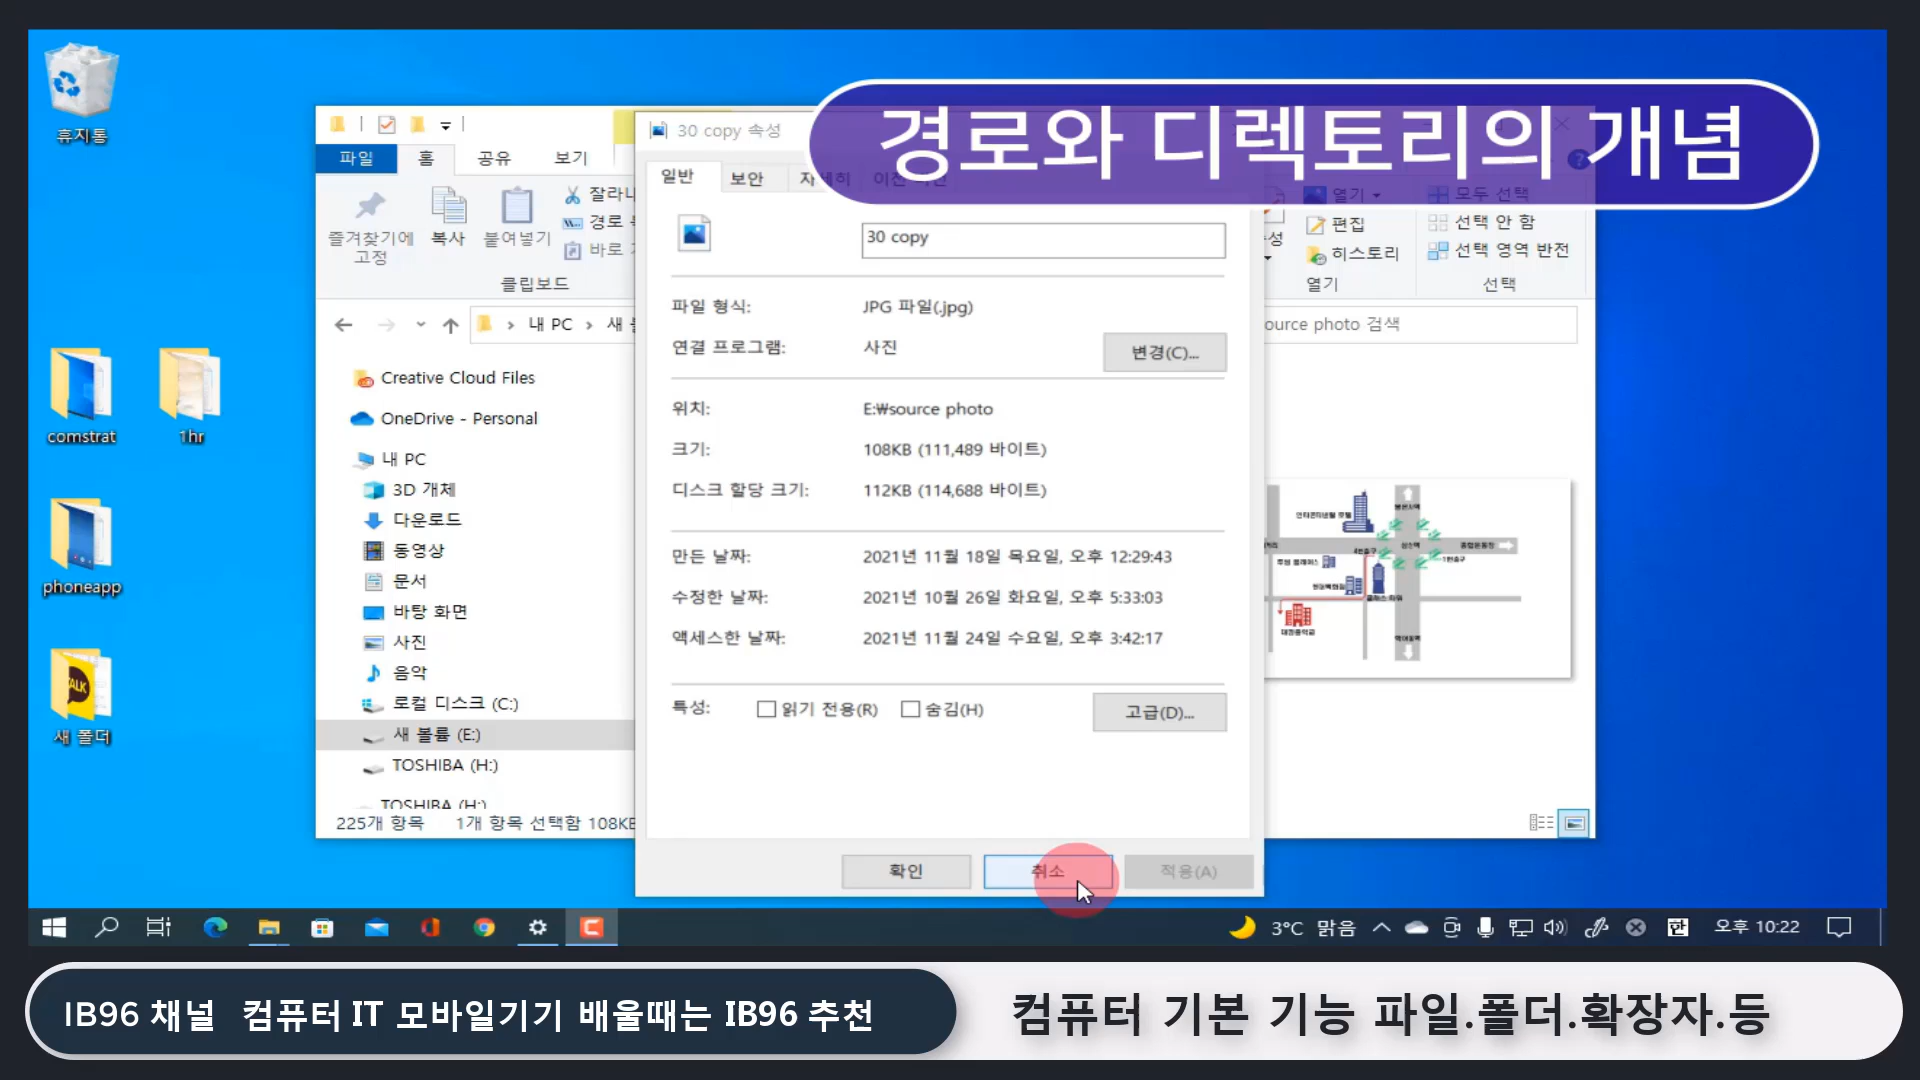 휴지통
comstrat
1hr
phoneapp
새 폴더
경로와 디렉토리의 개념
파일
홈
공유
보기
즐겨찾기에
고정
복사
붙여넣기
경로
바로
클립보드
내 PC
새
Creative Cloud Files
OneDrive - Personal
내 PC
3D 개체
다운로드
동영상
문서
바탕 화면
사진
음악
로컬 디스크 (C:)
새 볼륨 (E:)
TOSHIBA (H:)
TOSHIBA (H:)
225개 항목
1개 항목 선택함 108KB
30 copy 속성
일반
보안
자세히
30 copy
파일 형식:
JPG 파일(.jpg)
연결 프로그램:
사진
변경(C)...
위치:
E:₩source photo
크기:
108KB (111,489 바이트)
디스크 할당 크기:
112KB (114,688 바이트)
만든 날짜:
2021년 11월 18일 목요일, 오후 12:29:43
수정한 날짜:
2021년 10월 26일 화요일, 오후 5:33:03
액세스한 날짜:
2021년 11월 24일 수요일, 오후 3:42:17
특성:
읽기 전용(R)
숨김(H)
고급(D)...
확인
취소
적용(A)
열기
편집
히스토리
열기
모두 선택
선택 안 함
선택 영역 반전
선택
ource photo 검색
3°C 맑음
한
오후 10:22
IB96 채널 컴퓨터 IT 모바일기기 배울때는 IB96 추천
컴퓨터 기본 기능 파일.폴더.확장자.등